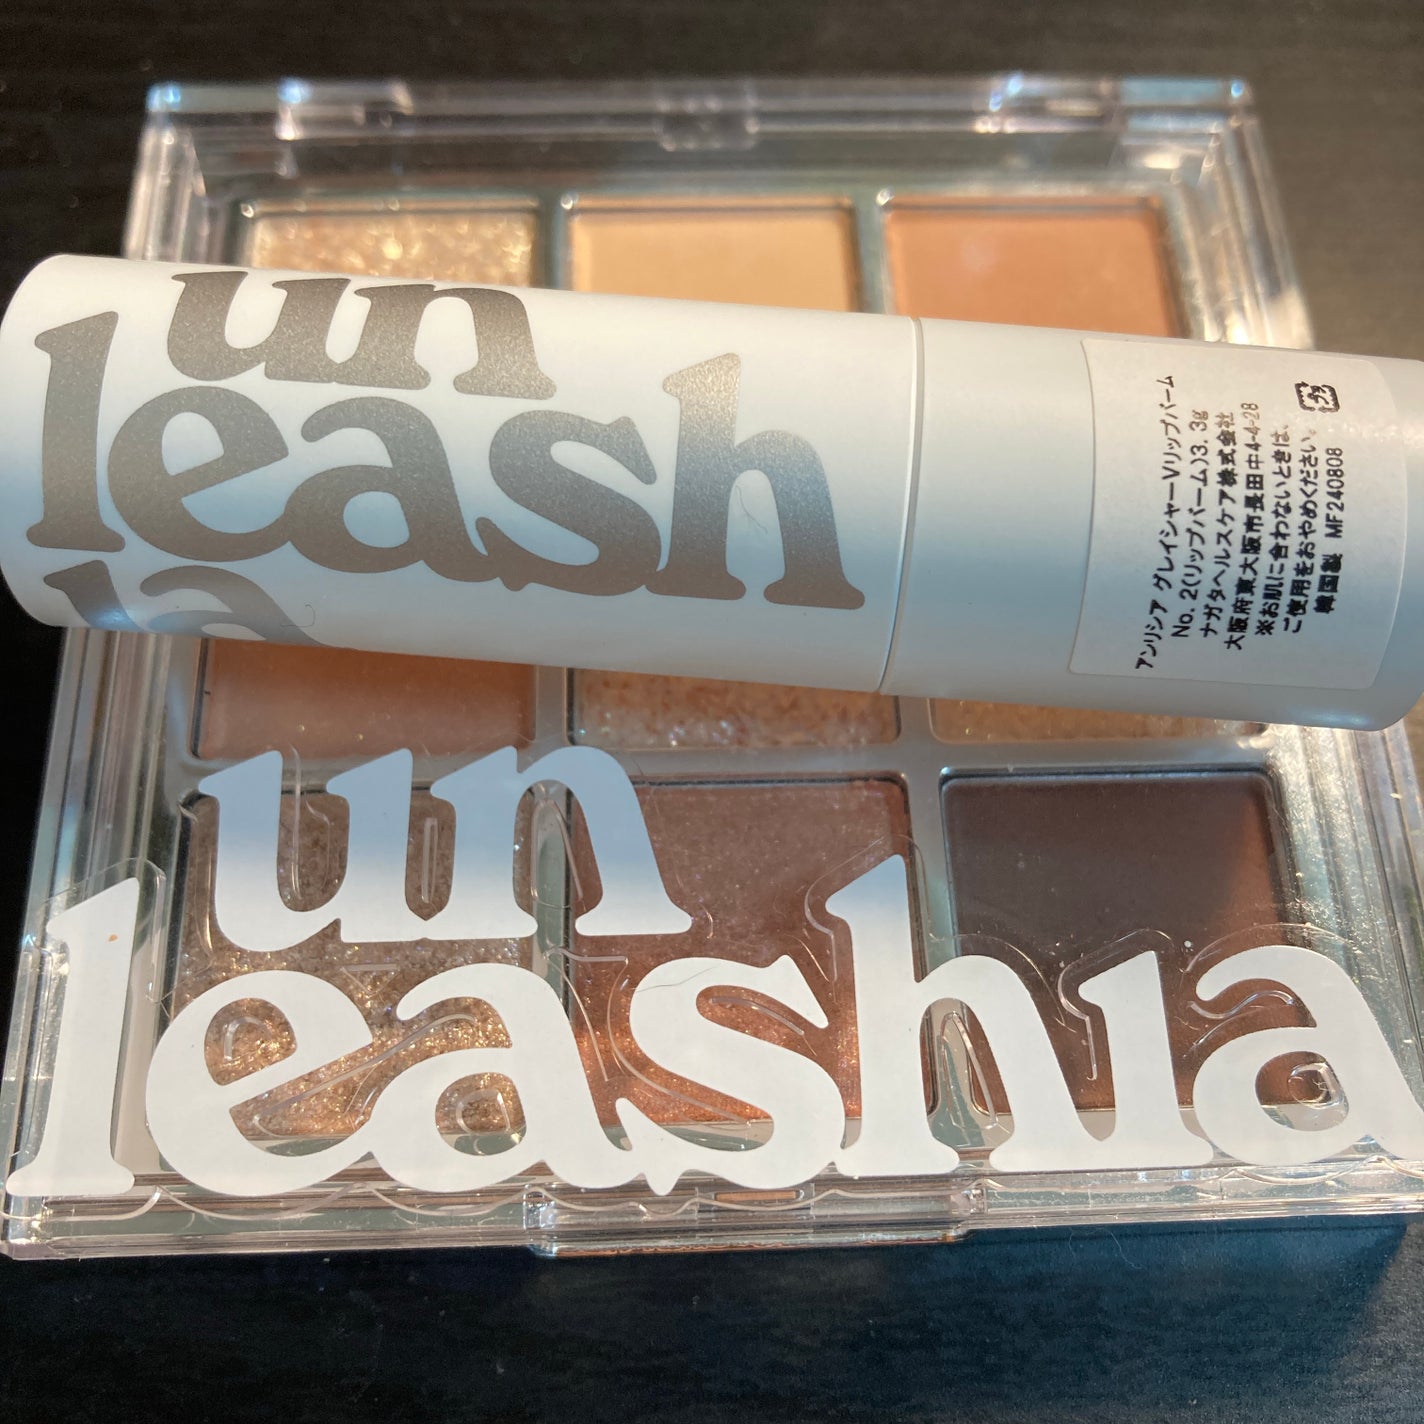 un
leash
ia
アンリシア グレイシャーVリップバーム
No. 2(リップバーム)3. 3g
ナガタヘルスケア株式会社
大阪府東大阪市長田中4-4-28
※お肌に合わないときは、
ご使用をおやめください。
韓国製 MF240808
プラ
un
leashia